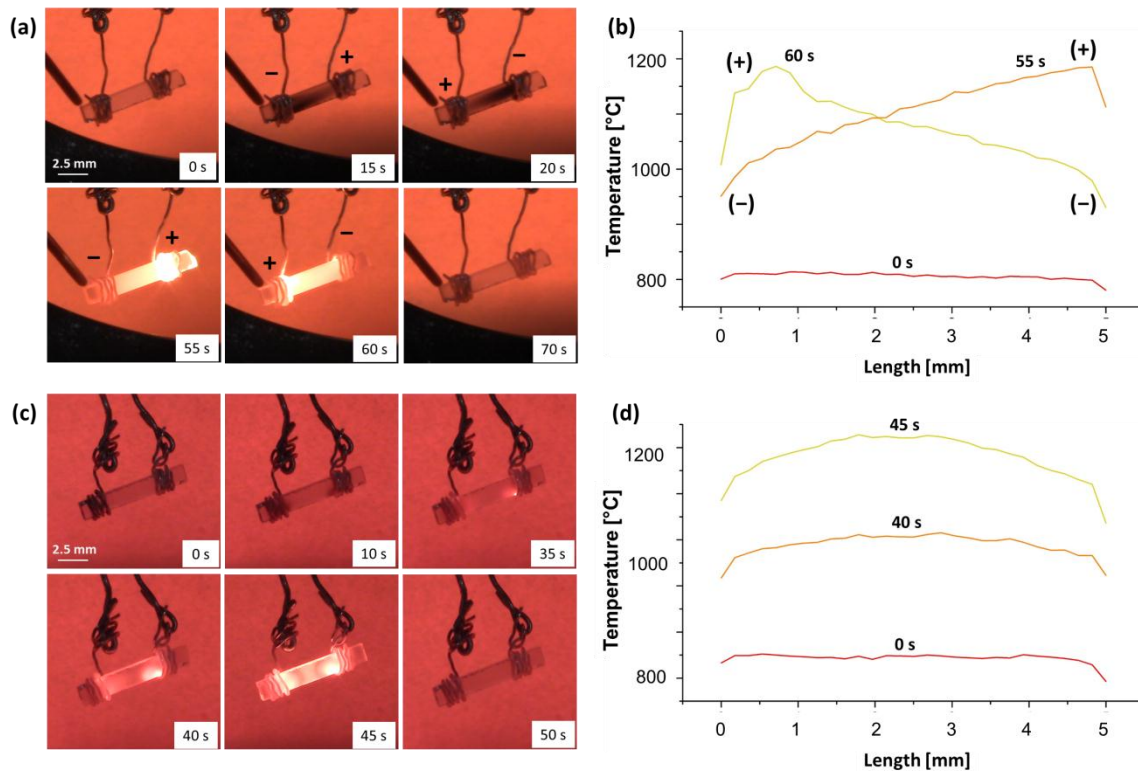 (a)
− +
+ −
2.5 mm
0 s
15 s
20 s
− +
+ −
55 s
60 s
70 s
(b)
Temperature [°C]
1200
1000
800
(+)
60 s
55 s
(+)
(−)
(−)
0 s
0 1 2 3 4 5
Length [mm]
(c)
2.5 mm
0 s
10 s
35 s
40 s
45 s
50 s
(d)
Temperature [°C]
1200
1000
800
45 s
40 s
0 s
0 1 2 3 4 5
Length [mm]